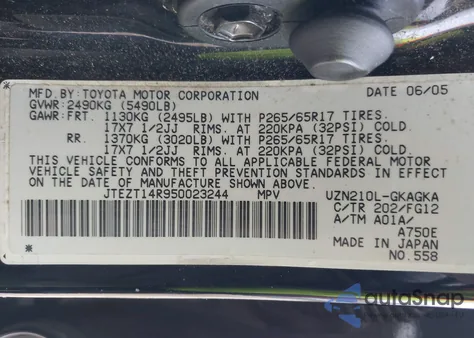 MFD.BY:TOYOTA MOTOR CORPORATION DATE 06/05
GVWR:2490KG (5490LB)
GAWR:FRT. 1130KG (2495LB) WITH P265/65R17 TIRES.
17X7 1/2JJ RIMS. AT 220KPA (32PSI) COLD.
RR. 1370KG (3020LB) WITH P265/65R17 TIRES.
17X7 1/2JJ RIMS. AT 220KPA (32PSI) COLD.
THIS VEHICLE CONFORMS TO ALL APPLICABLE FEDERAL MOTOR
VEHICLE SAFETY STANDARDS IN EFFECT
ON THE DATE OF MANUFACTURE SHOWN ABOVE.
JTEZT14R950023244 MPV UZN210L-GKAGKA
C/TR 202/FG12
A/TM A01A/
A750E
MADE IN JAPAN
NO.558
autoSnap